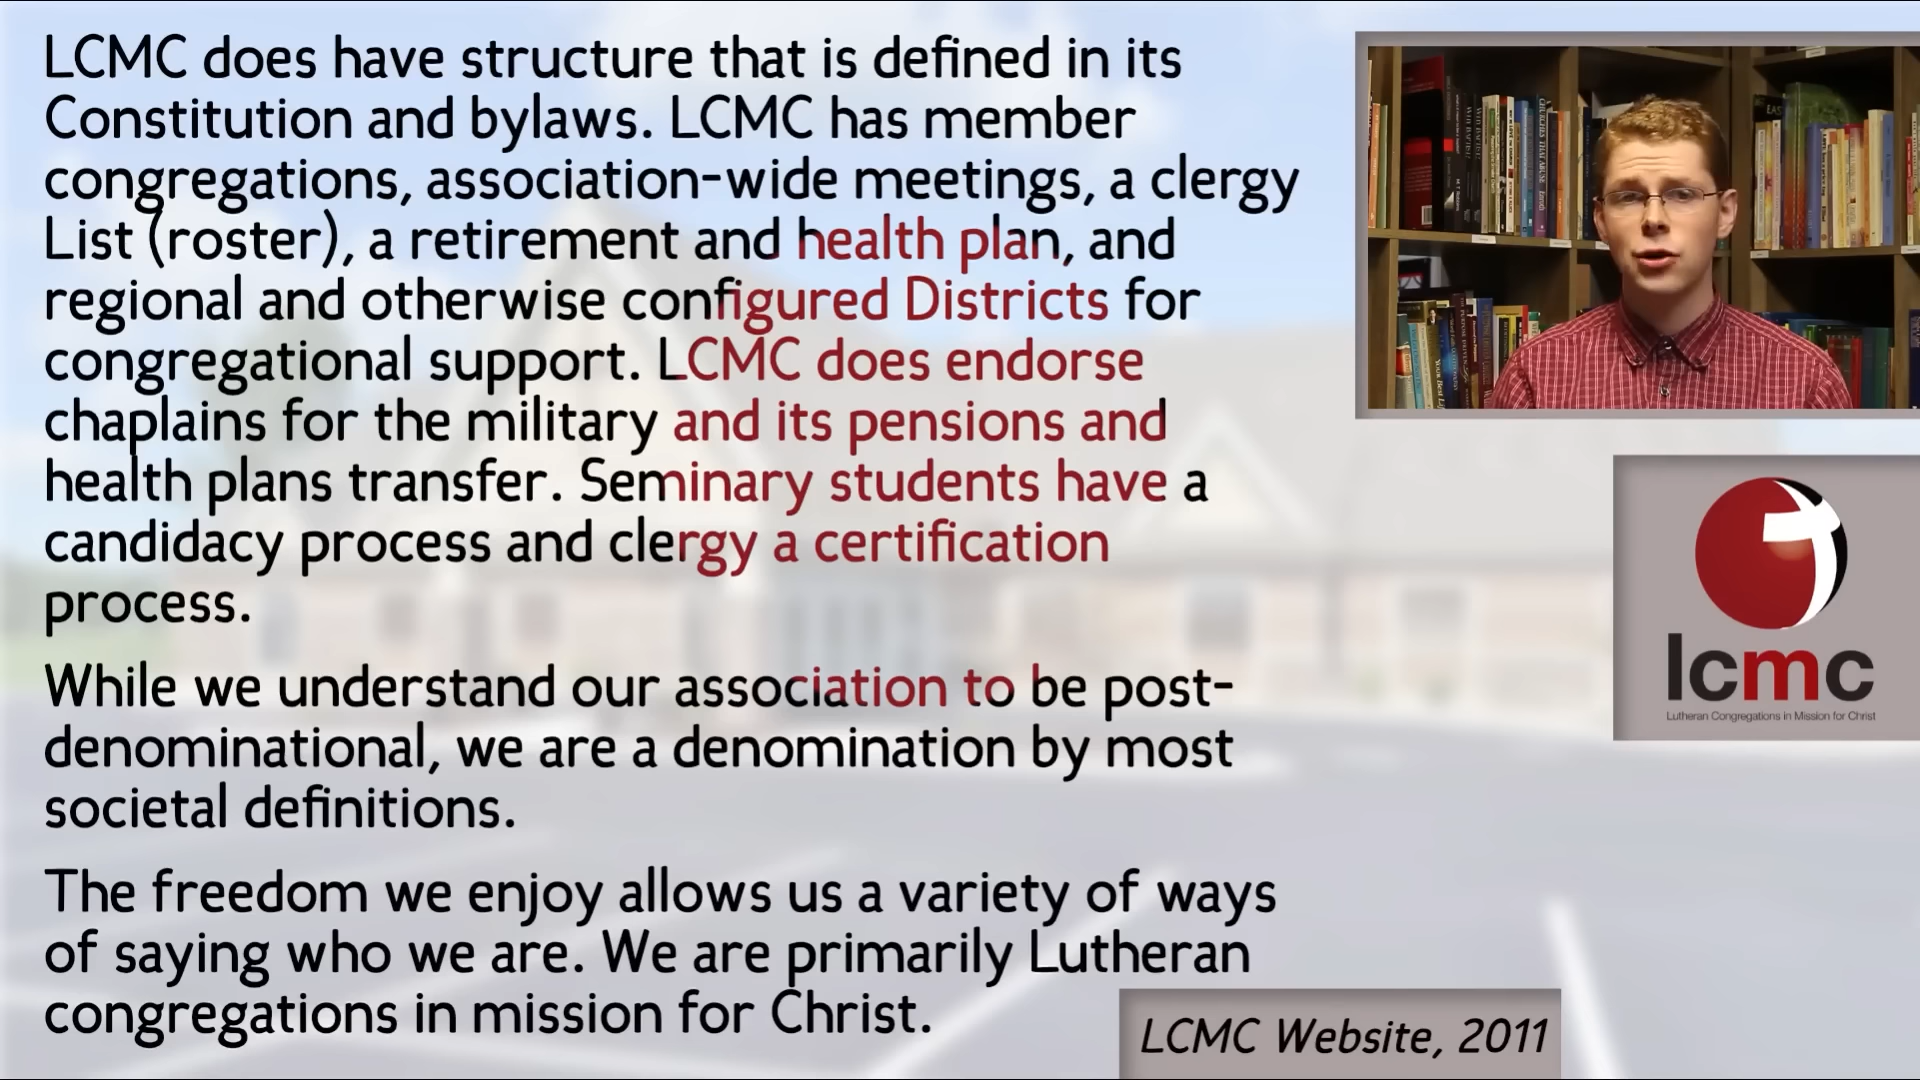 LCMC does have structure that is defined in its
Constitution and bylaws. LCMC has member
congregations, association-wide meetings, a clergy
List (roster), a retirement and health plan, and
regional and otherwise configured Districts for
congregational support. LCMC does endorse
chaplains for the military and its pensions and
health plans transfer. Seminary students have a
candidacy process and clergy a certification
process.
While we understand our association to be post-
denominational, we are a denomination by most
societal definitions.
The freedom we enjoy allows us a variety of ways
of saying who we are. We are primarily Lutheran
congregations in mission for Christ.
LCMC Website, 2011
lcmc
Lutheran Congregations in Mission for Christ